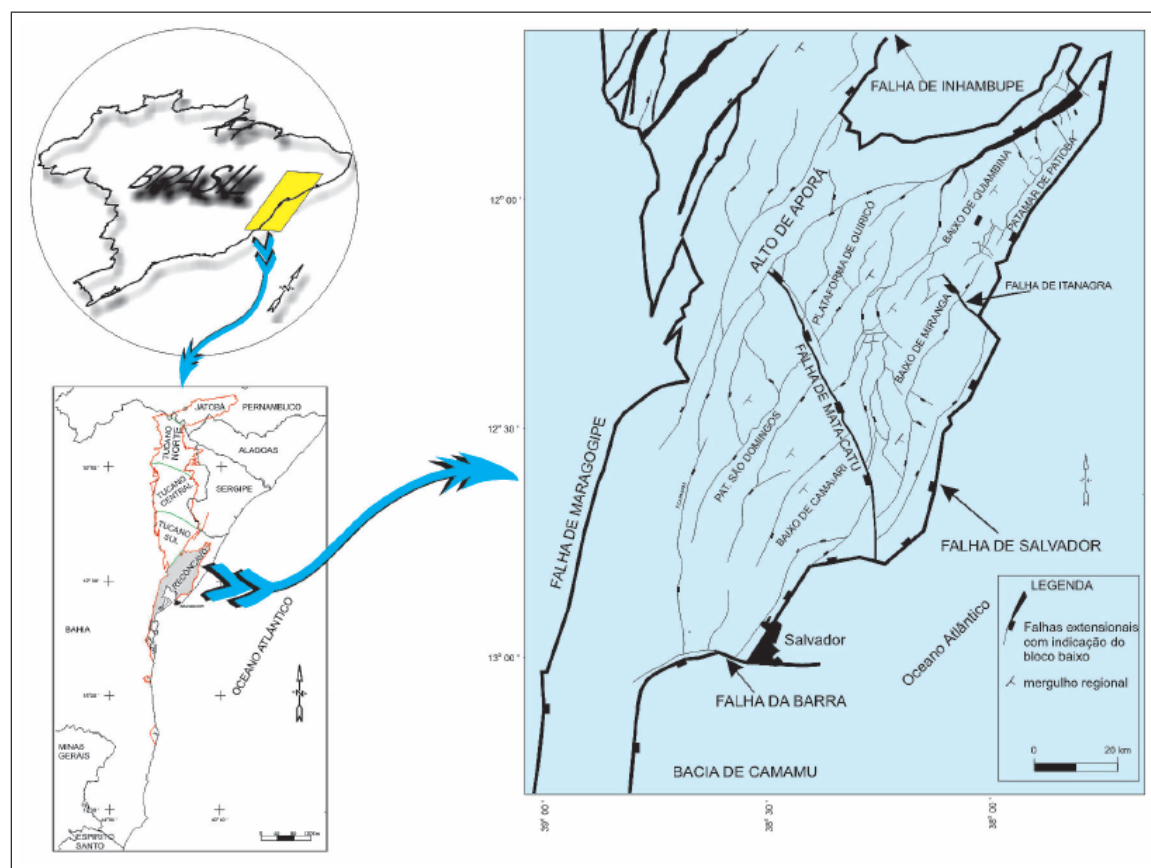 BRASIL
N
JATOBÁ
PERNAMBUCO
TUCANO
NORTE
ALAGOAS
TUCANO
CENTRAL
SERGIPE
TUCANO
SUL
RECÔNCAVO
BAHIA
OCEANO ATLÂNTICO
N
MINAS
GERAIS
ESPÍRITO
SANTO
FALHA DE INHAMBUPE
12°00'
ALTO DE APORÁ
PLATAFORMA DE QUIRICÓ
BAIXO DE QUIAMBINA
PATAMAR DE PATIOBA
FALHA DE ITANAGRA
BAIXO DE MIRANGA
FALHA DE MATA-CATU
12°30'
FALHA DE MARAGOGIPE
PAT. SÃO DOMINGOS
BAIXO DE CAMAÇARI
FALHA DE SALVADOR
Oceano Atlântico
Salvador
13°00'
FALHA DA BARRA
BACIA DE CAMAMU
LEGENDA
Falhas extensionais
com indicação do
bloco baixo
mergulho regional
0 20 km
39°00'
38°30'
38°00'